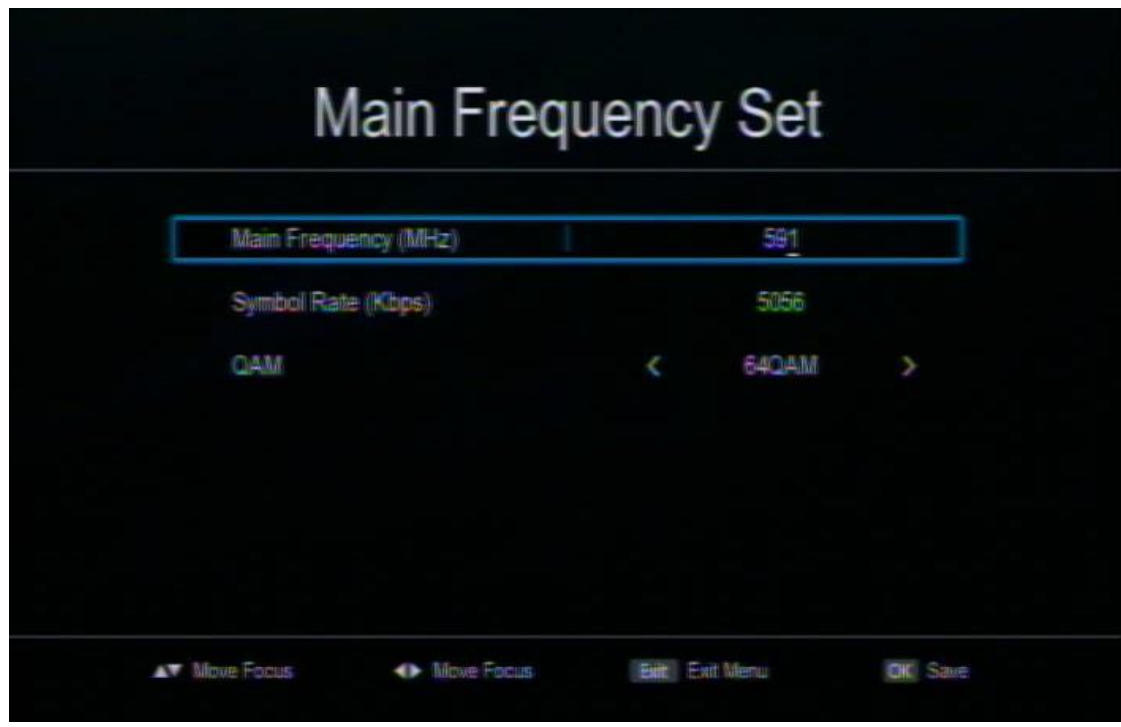 Main Frequency Set
Main Frequency (MHz) 591
Symbol Rate (Kbps) 5056
QAM < 64QAM >
▲▼ Move Focus ◀▶ Move Focus Exit Exit Menu OK Save